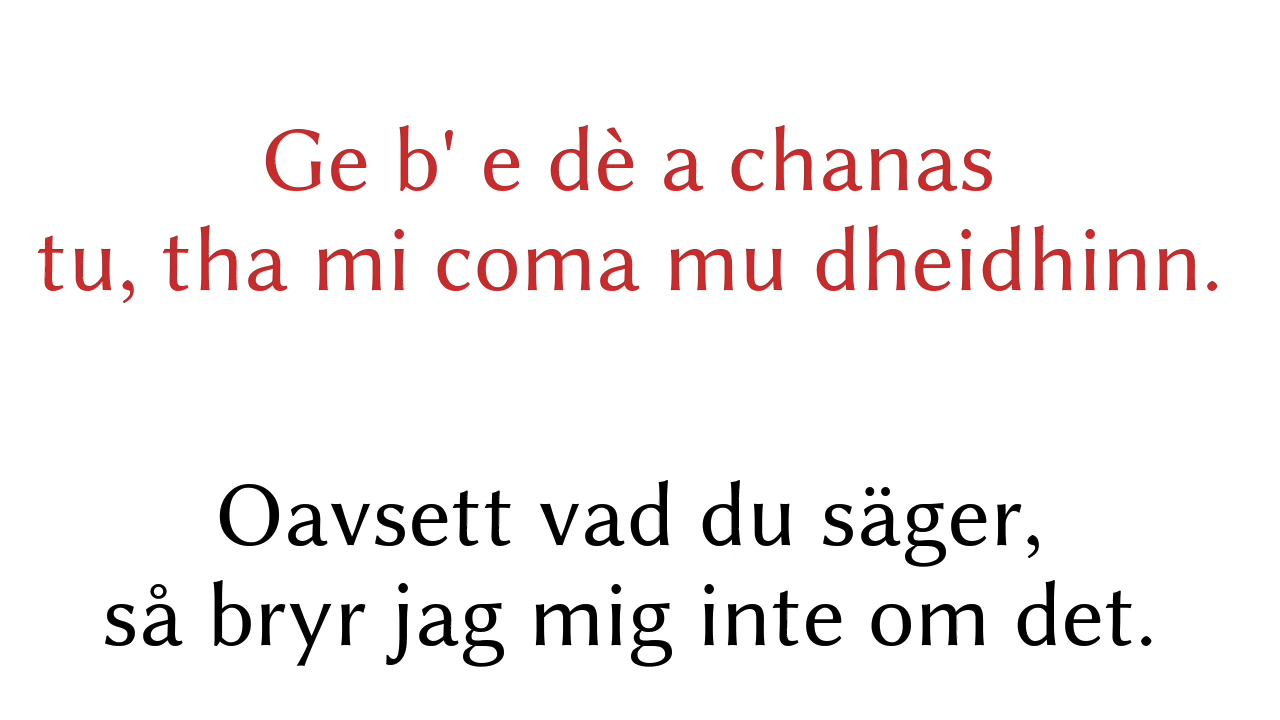 Ge b' e dè a chanas
tu, tha mi coma mu dheidhinn.
Oavsett vad du säger,
så bryr jag mig inte om det.